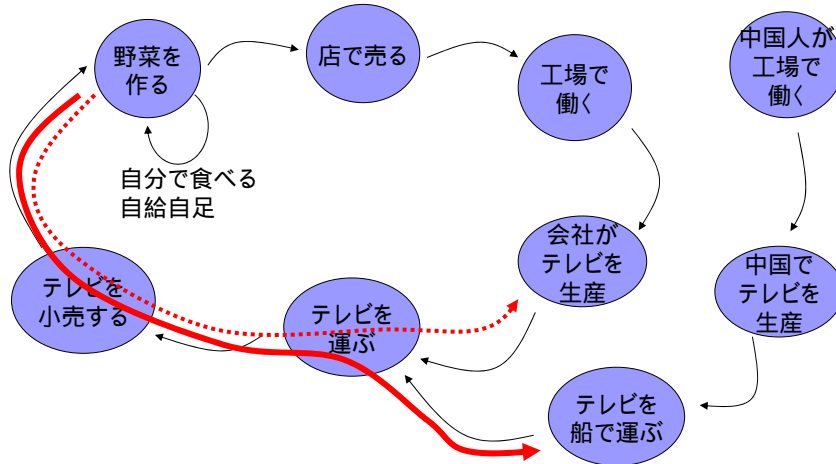 野菜を
作る
店で売る
工場で
働く
中国人が
工場で
働く
自分で食べる
自給自足
会社が
テレビを
生産
中国で
テレビを
生産
テレビを
小売する
テレビを
運ぶ
テレビを
船で運ぶ